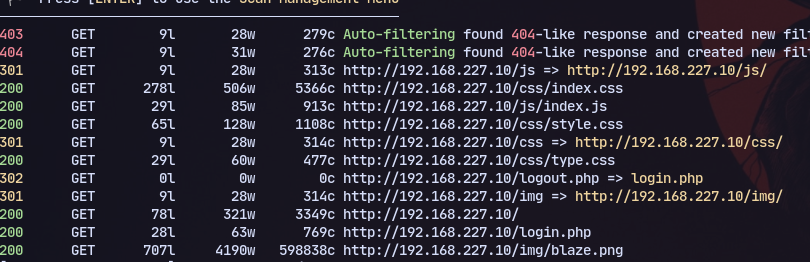 Press [ENTER] to use the Scan Management Menu
403 GET 9l 28w 279c Auto-filtering found 404-like response and created new fil
404 GET 9l 31w 276c Auto-filtering found 404-like response and created new fil
301 GET 9l 28w 313c http://192.168.227.10/js => http://192.168.227.10/js/
200 GET 278l 506w 5366c http://192.168.227.10/css/index.css
200 GET 29l 85w 913c http://192.168.227.10/js/index.js
200 GET 65l 128w 1108c http://192.168.227.10/css/style.css
301 GET 9l 28w 314c http://192.168.227.10/css => http://192.168.227.10/css/
200 GET 29l 60w 477c http://192.168.227.10/css/type.css
302 GET 0l 0w 0c http://192.168.227.10/logout.php => login.php
301 GET 9l 28w 314c http://192.168.227.10/img => http://192.168.227.10/img/
200 GET 78l 321w 3349c http://192.168.227.10/
200 GET 28l 63w 769c http://192.168.227.10/login.php
200 GET 707l 4190w 598838c http://192.168.227.10/img/blaze.png